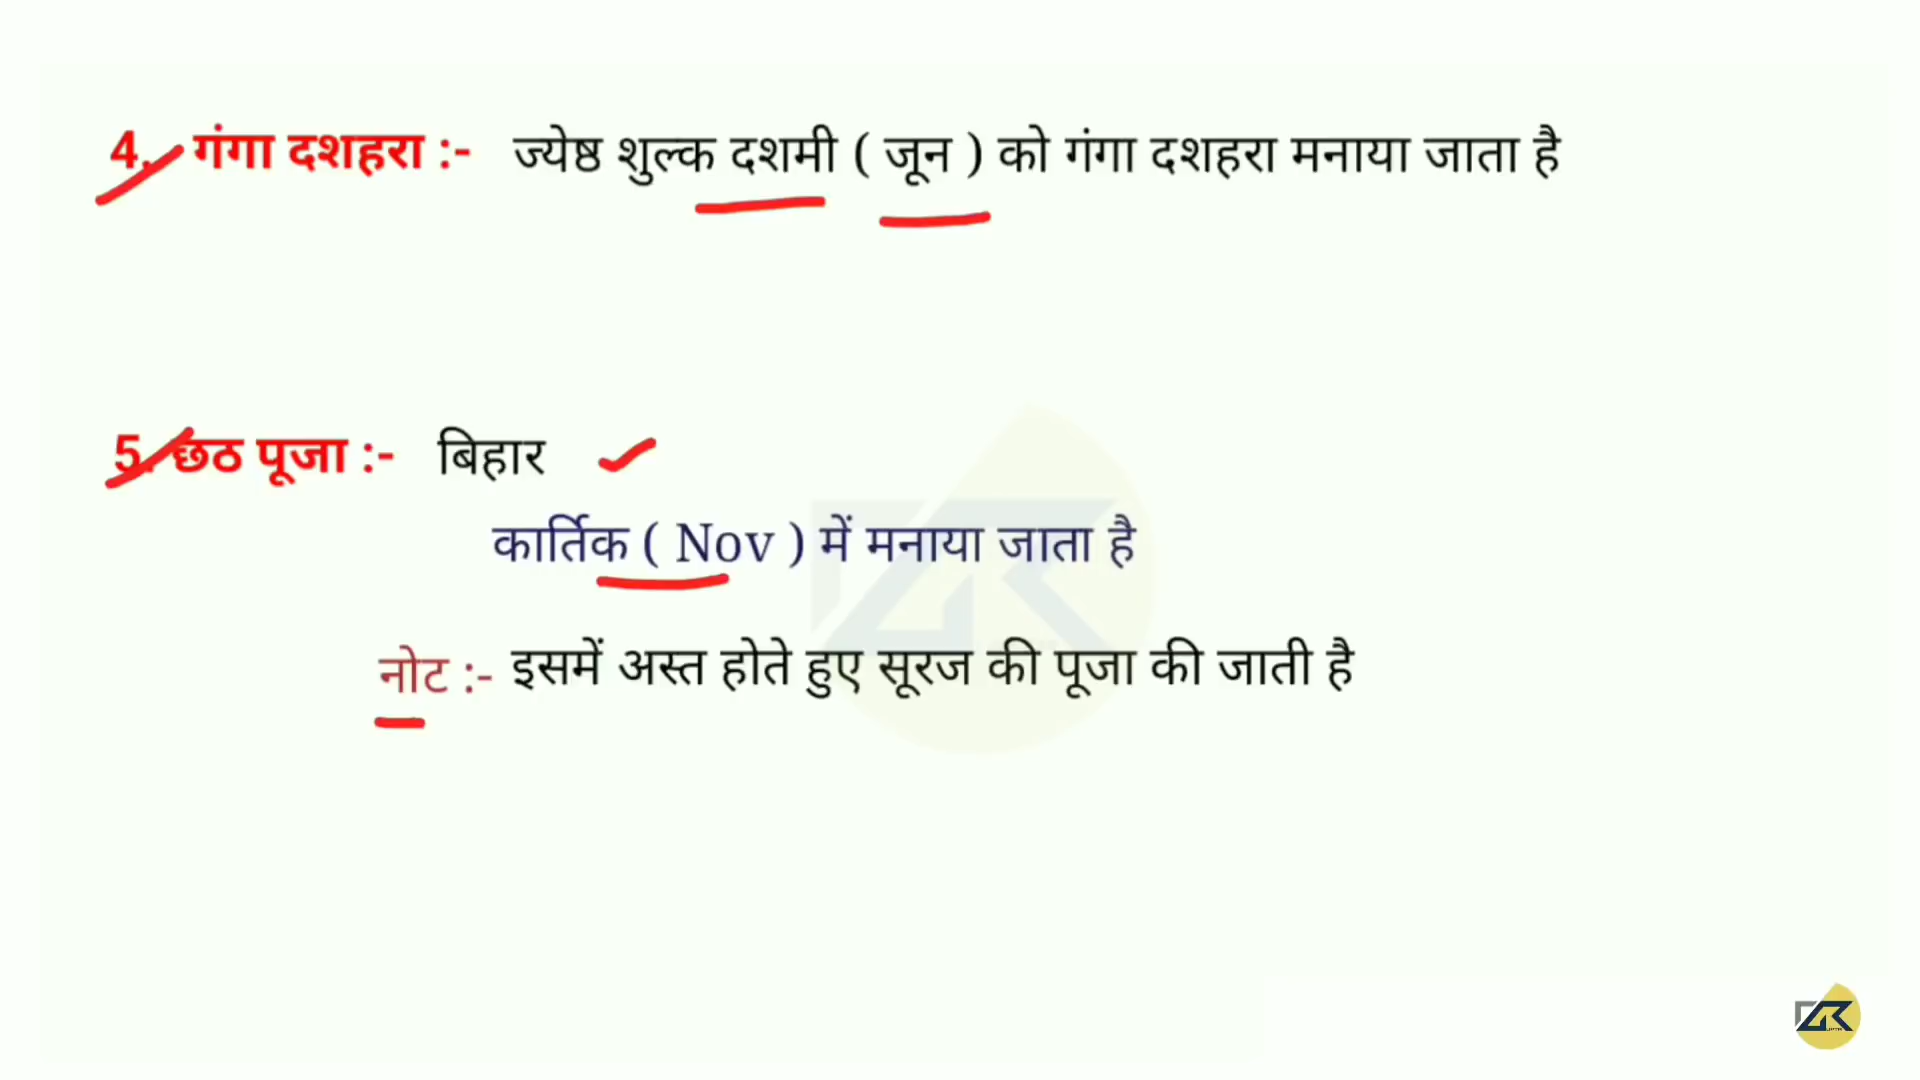 4. गंगा दशहरा :- ज्येष्ठ शुल्क दशमी ( जून ) को गंगा दशहरा मनाया जाता है
5. छठ पूजा :- बिहार
कार्तिक ( Nov ) में मनाया जाता है
नोट :- इसमें अस्त होते हुए सूरज की पूजा की जाती है